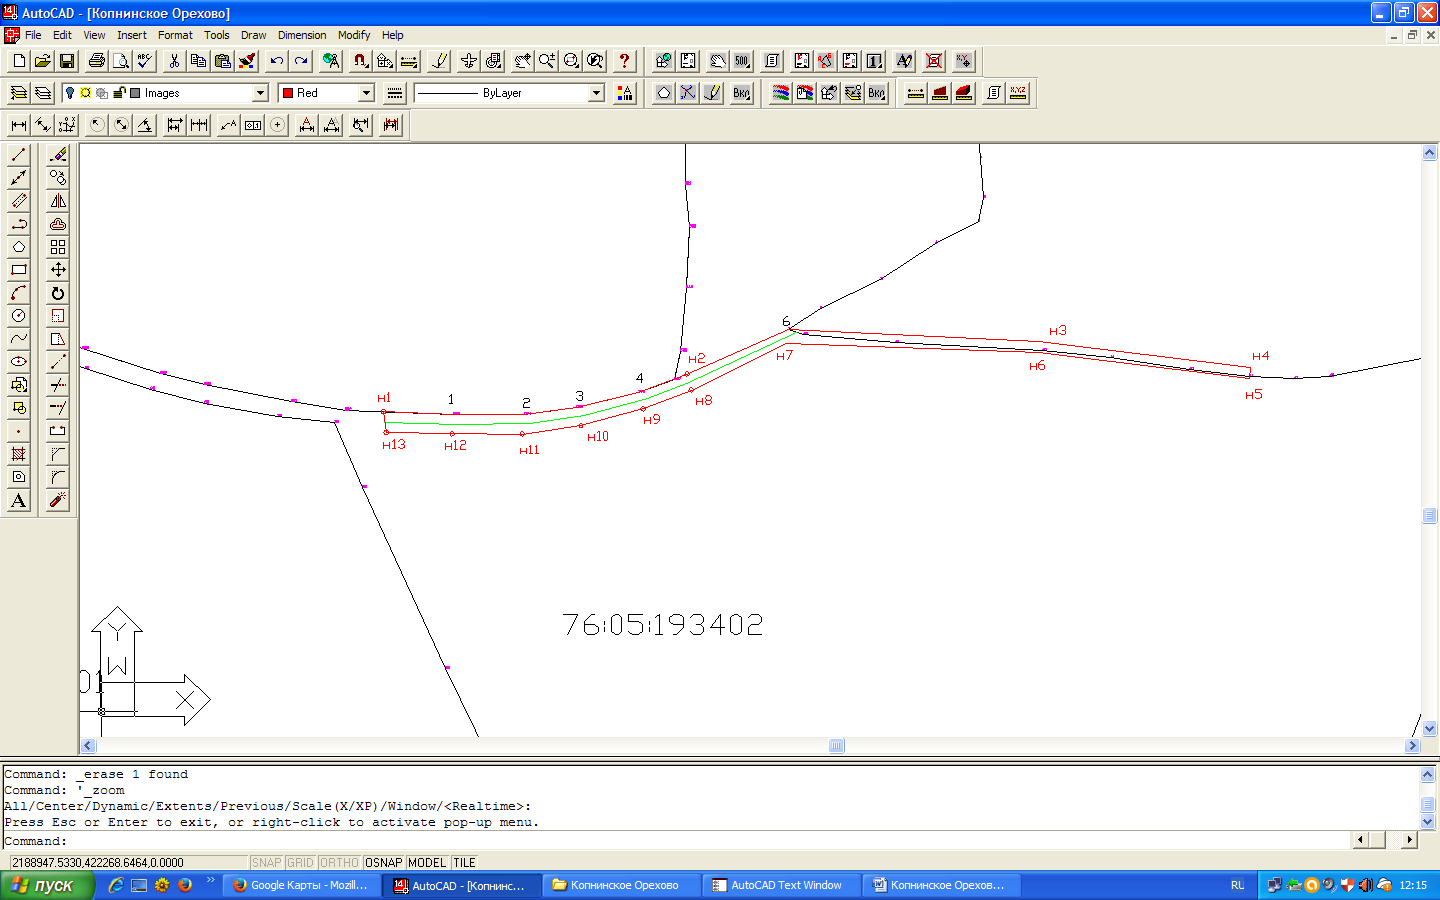 AutoCAD - [Копнинское Орехово]
File Edit View Insert Format Tools Draw Dimension Modify Help
Images Red ByLayer
6
н3
н2
н7
н6
н4
4
н5
н1
1
2
3
н8
н9
н13
н12
н11
н10
76:05:193402
Y
W
X
01
Command: _erase 1 found
Command: '_zoom
All/Center/Dynamic/Extents/Previous/Scale(X/XP)/Window/<Realtime>:
Press Esc or Enter to exit, or right-click to activate pop-up menu.
Command:
2188947.5330,422268.6464,0.0000 SNAP GRID ORTHO OSNAP MODEL TILE
пуск Google Карты - Mozill... AutoCAD - [Копнинс... Копнинское Орехово AutoCAD Text Window Копнинское Орехов... RU 12:15